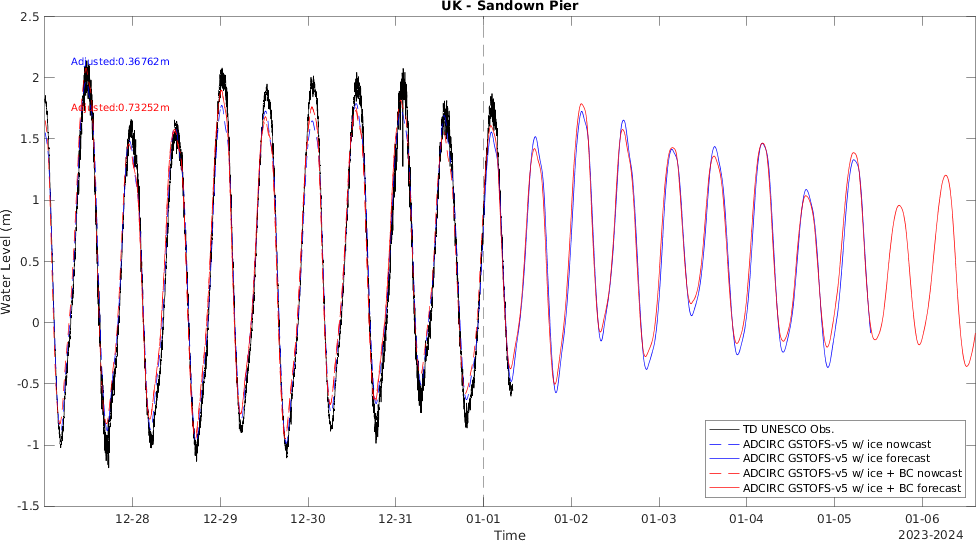 UK - Sandown Pier
2.5
Adjusted:0.36762m
2
Adjusted:0.73252m
1.5
1
0.5
0
-0.5
-1
-1.5
Water Level (m)
TD UNESCO Obs.
ADCIRC GSTOFS-v5 w/ ice nowcast
ADCIRC GSTOFS-v5 w/ ice forecast
ADCIRC GSTOFS-v5 w/ ice + BC nowcast
ADCIRC GSTOFS-v5 w/ ice + BC forecast
12-28 12-29 12-30 12-31 01-01 01-02 01-03 01-04 01-05 01-06
Time
2023-2024